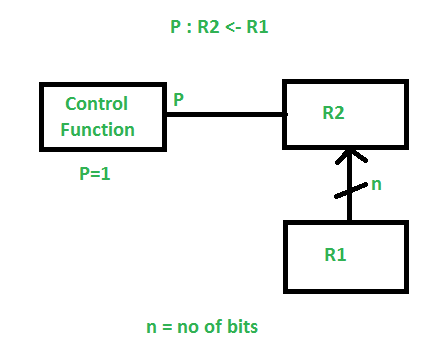 P : R2 <- R1
Control
Function
P
R2
P=1
n
R1
n = no of bits